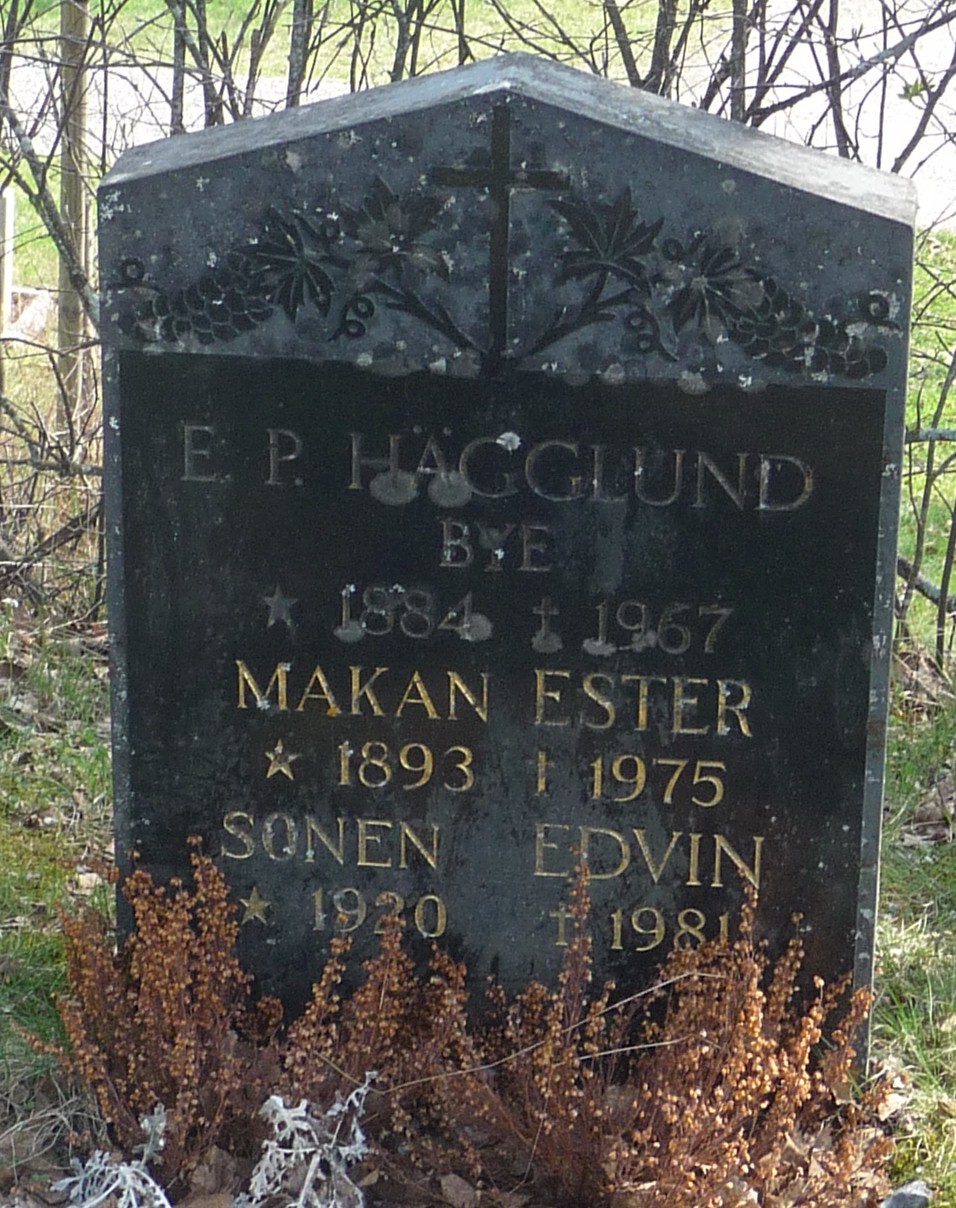 E. P. HÄGGLUND
BYE
★ 1884 † 1967
MAKAN ESTER
★ 1893 † 1975
SONEN EDVIN
★ 1920 † 1981